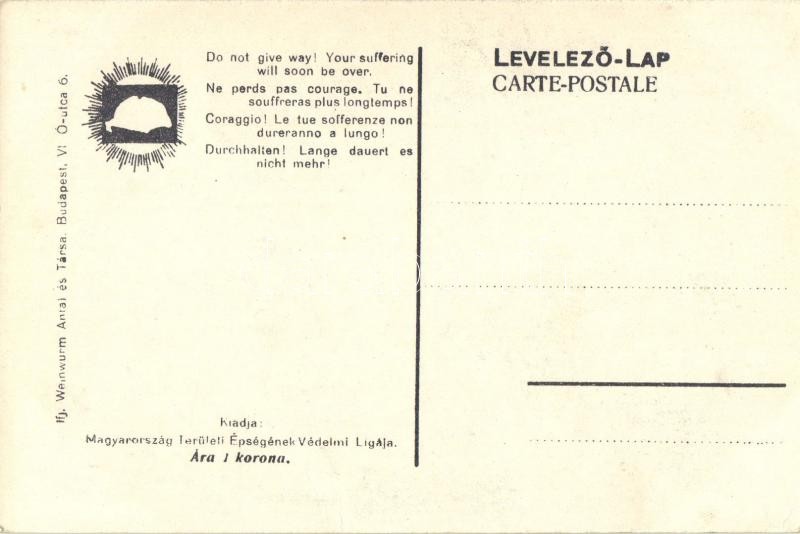 Do not give way! Your suffering
will soon be over.
Ne perds pas courage. Tu ne
souffreras plus longtemps!
Coraggio! Le tue sofferenze non
dureranno a lungo!
Durchhalten! Lange dauert es
nicht mehr!
Ifj. Weinwurm Antal és Társa. Budapest, VI Ó-utca 6.
Kiadja:
Magyarország Területi Épségének Védelmi Ligája.
Ára 1 korona.
LEVELEZŐ-LAP
CARTE-POSTALE